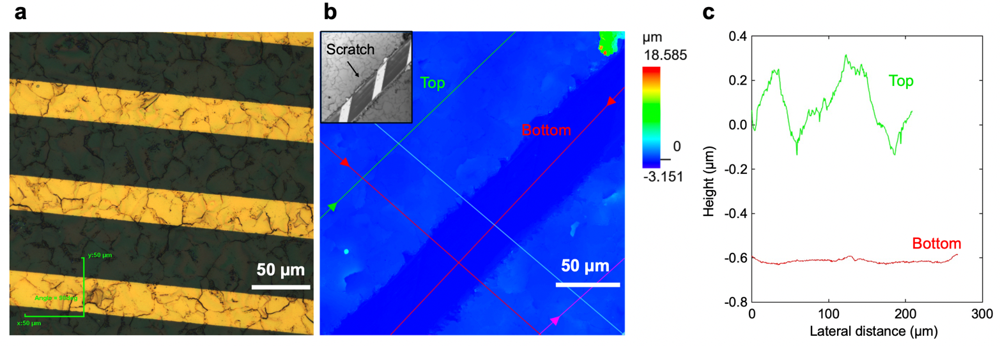 a
y:50 µm
50 µm
x:50 µm
b
Scratch
Top
Bottom
50 µm
µm
18.585
0
-3.151
c
0.4
0.2
0.0
-0.2
-0.4
-0.6
-0.8
Height (µm)
Top
Bottom
0
100
200
300
Lateral distance (µm)